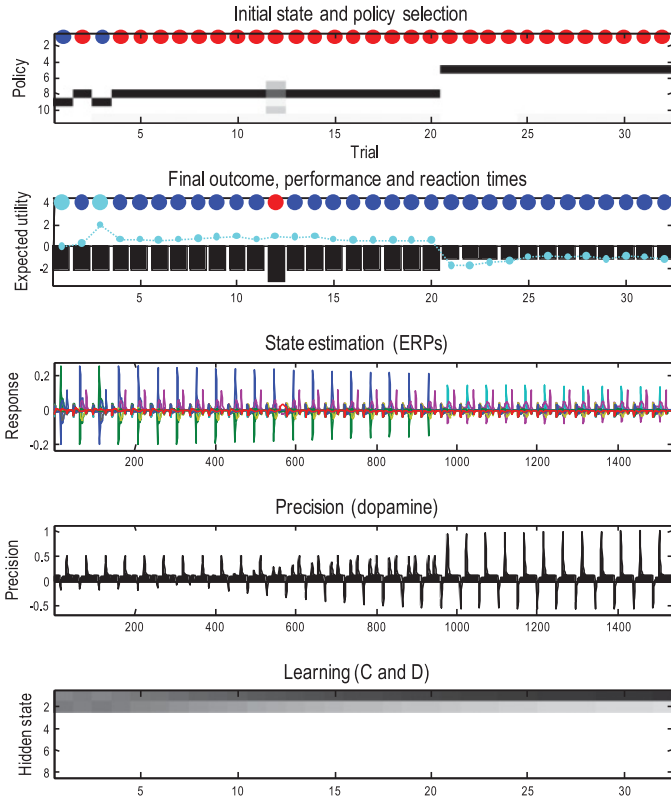 Initial state and policy selection
Policy
2
4
6
8
10
5 10 15 20 25 30
Trial
Final outcome, performance and reaction times
Expected utility
4
2
0
-2
5 10 15 20 25 30
State estimation (ERPs)
Response
0.2
0
-0.2
200 400 600 800 1000 1200 1400
Precision (dopamine)
Precision
1
0.5
0
-0.5
200 400 600 800 1000 1200 1400
Learning (C and D)
Hidden state
2
4
6
8
5 10 15 20 25 30